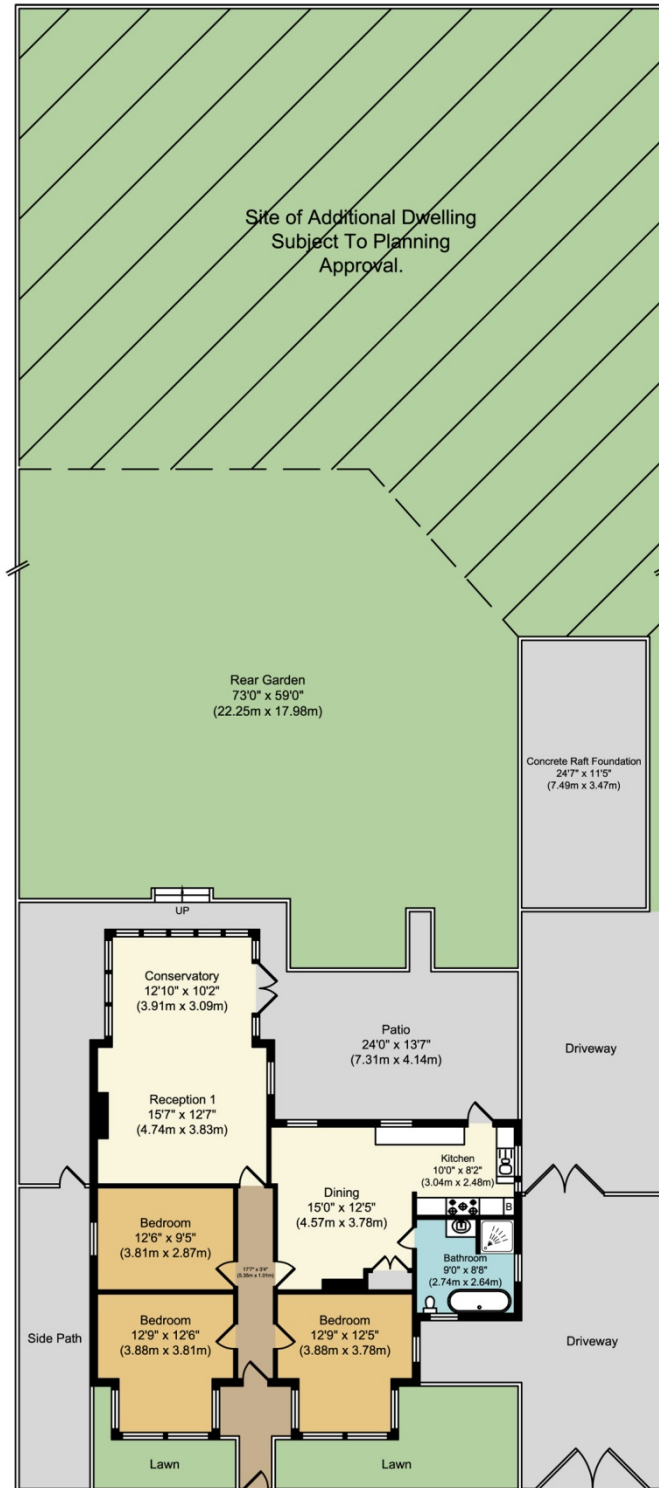 Site of Additional Dwelling
Subject To Planning
Approval.
Rear Garden
73'0" x 59'0"
(22.25m x 17.98m)
Concrete Raft Foundation
24'7" x 11'5"
(7.49m x 3.47m)
UP
Conservatory
12'10" x 10'2"
(3.91m x 3.09m)
Patio
24'0" x 13'7"
(7.31m x 4.14m)
Driveway
Reception 1
15'7" x 12'7"
(4.74m x 3.83m)
Kitchen
10'0" x 8'2"
(3.04m x 2.48m)
Dining
15'0" x 12'5"
(4.57m x 3.78m)
B
Bedroom
12'6" x 9'5"
(3.81m x 2.87m)
Bathroom
9'0" x 8'8"
(2.74m x 2.64m)
Side Path
Bedroom
12'9" x 12'6"
(3.88m x 3.81m)
Bedroom
12'9" x 12'5"
(3.88m x 3.78m)
Driveway
Lawn
Lawn